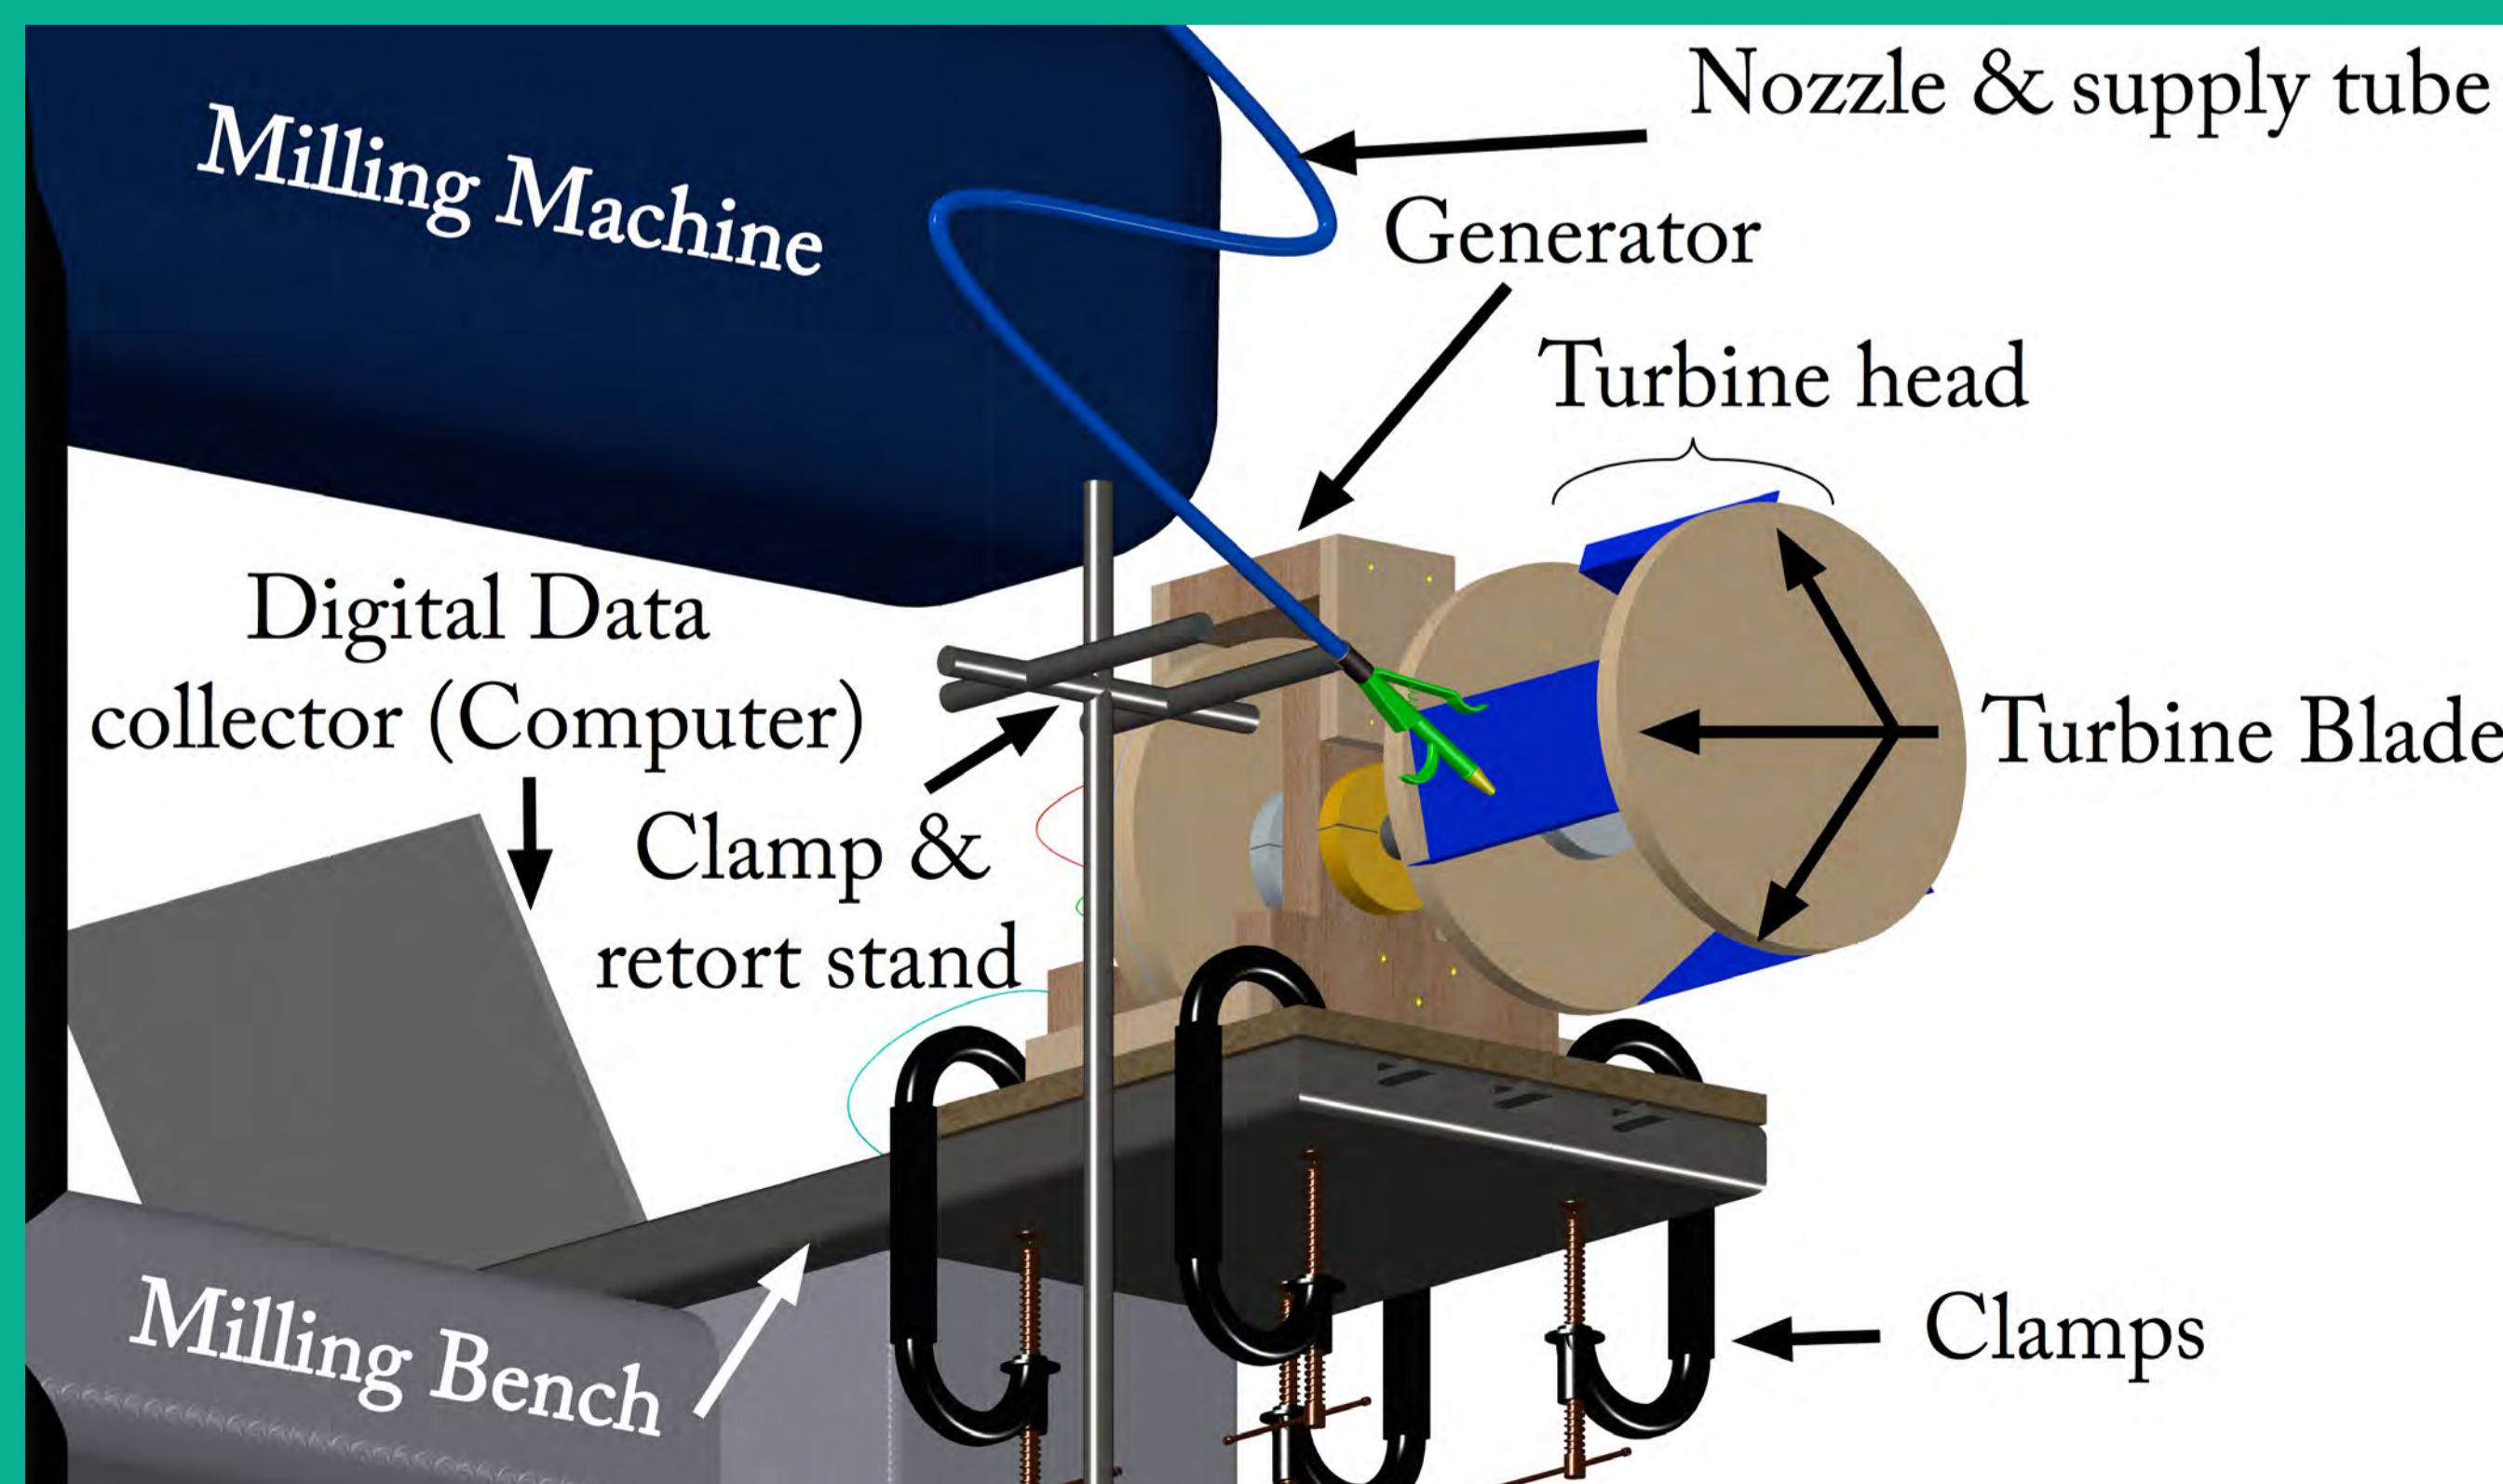 Nozzle & supply tube
Milling Machine
Generator
Turbine head
Digital Data
collector (Computer)
Turbine Blade
Clamp &
retort stand
Milling Bench
Clamps